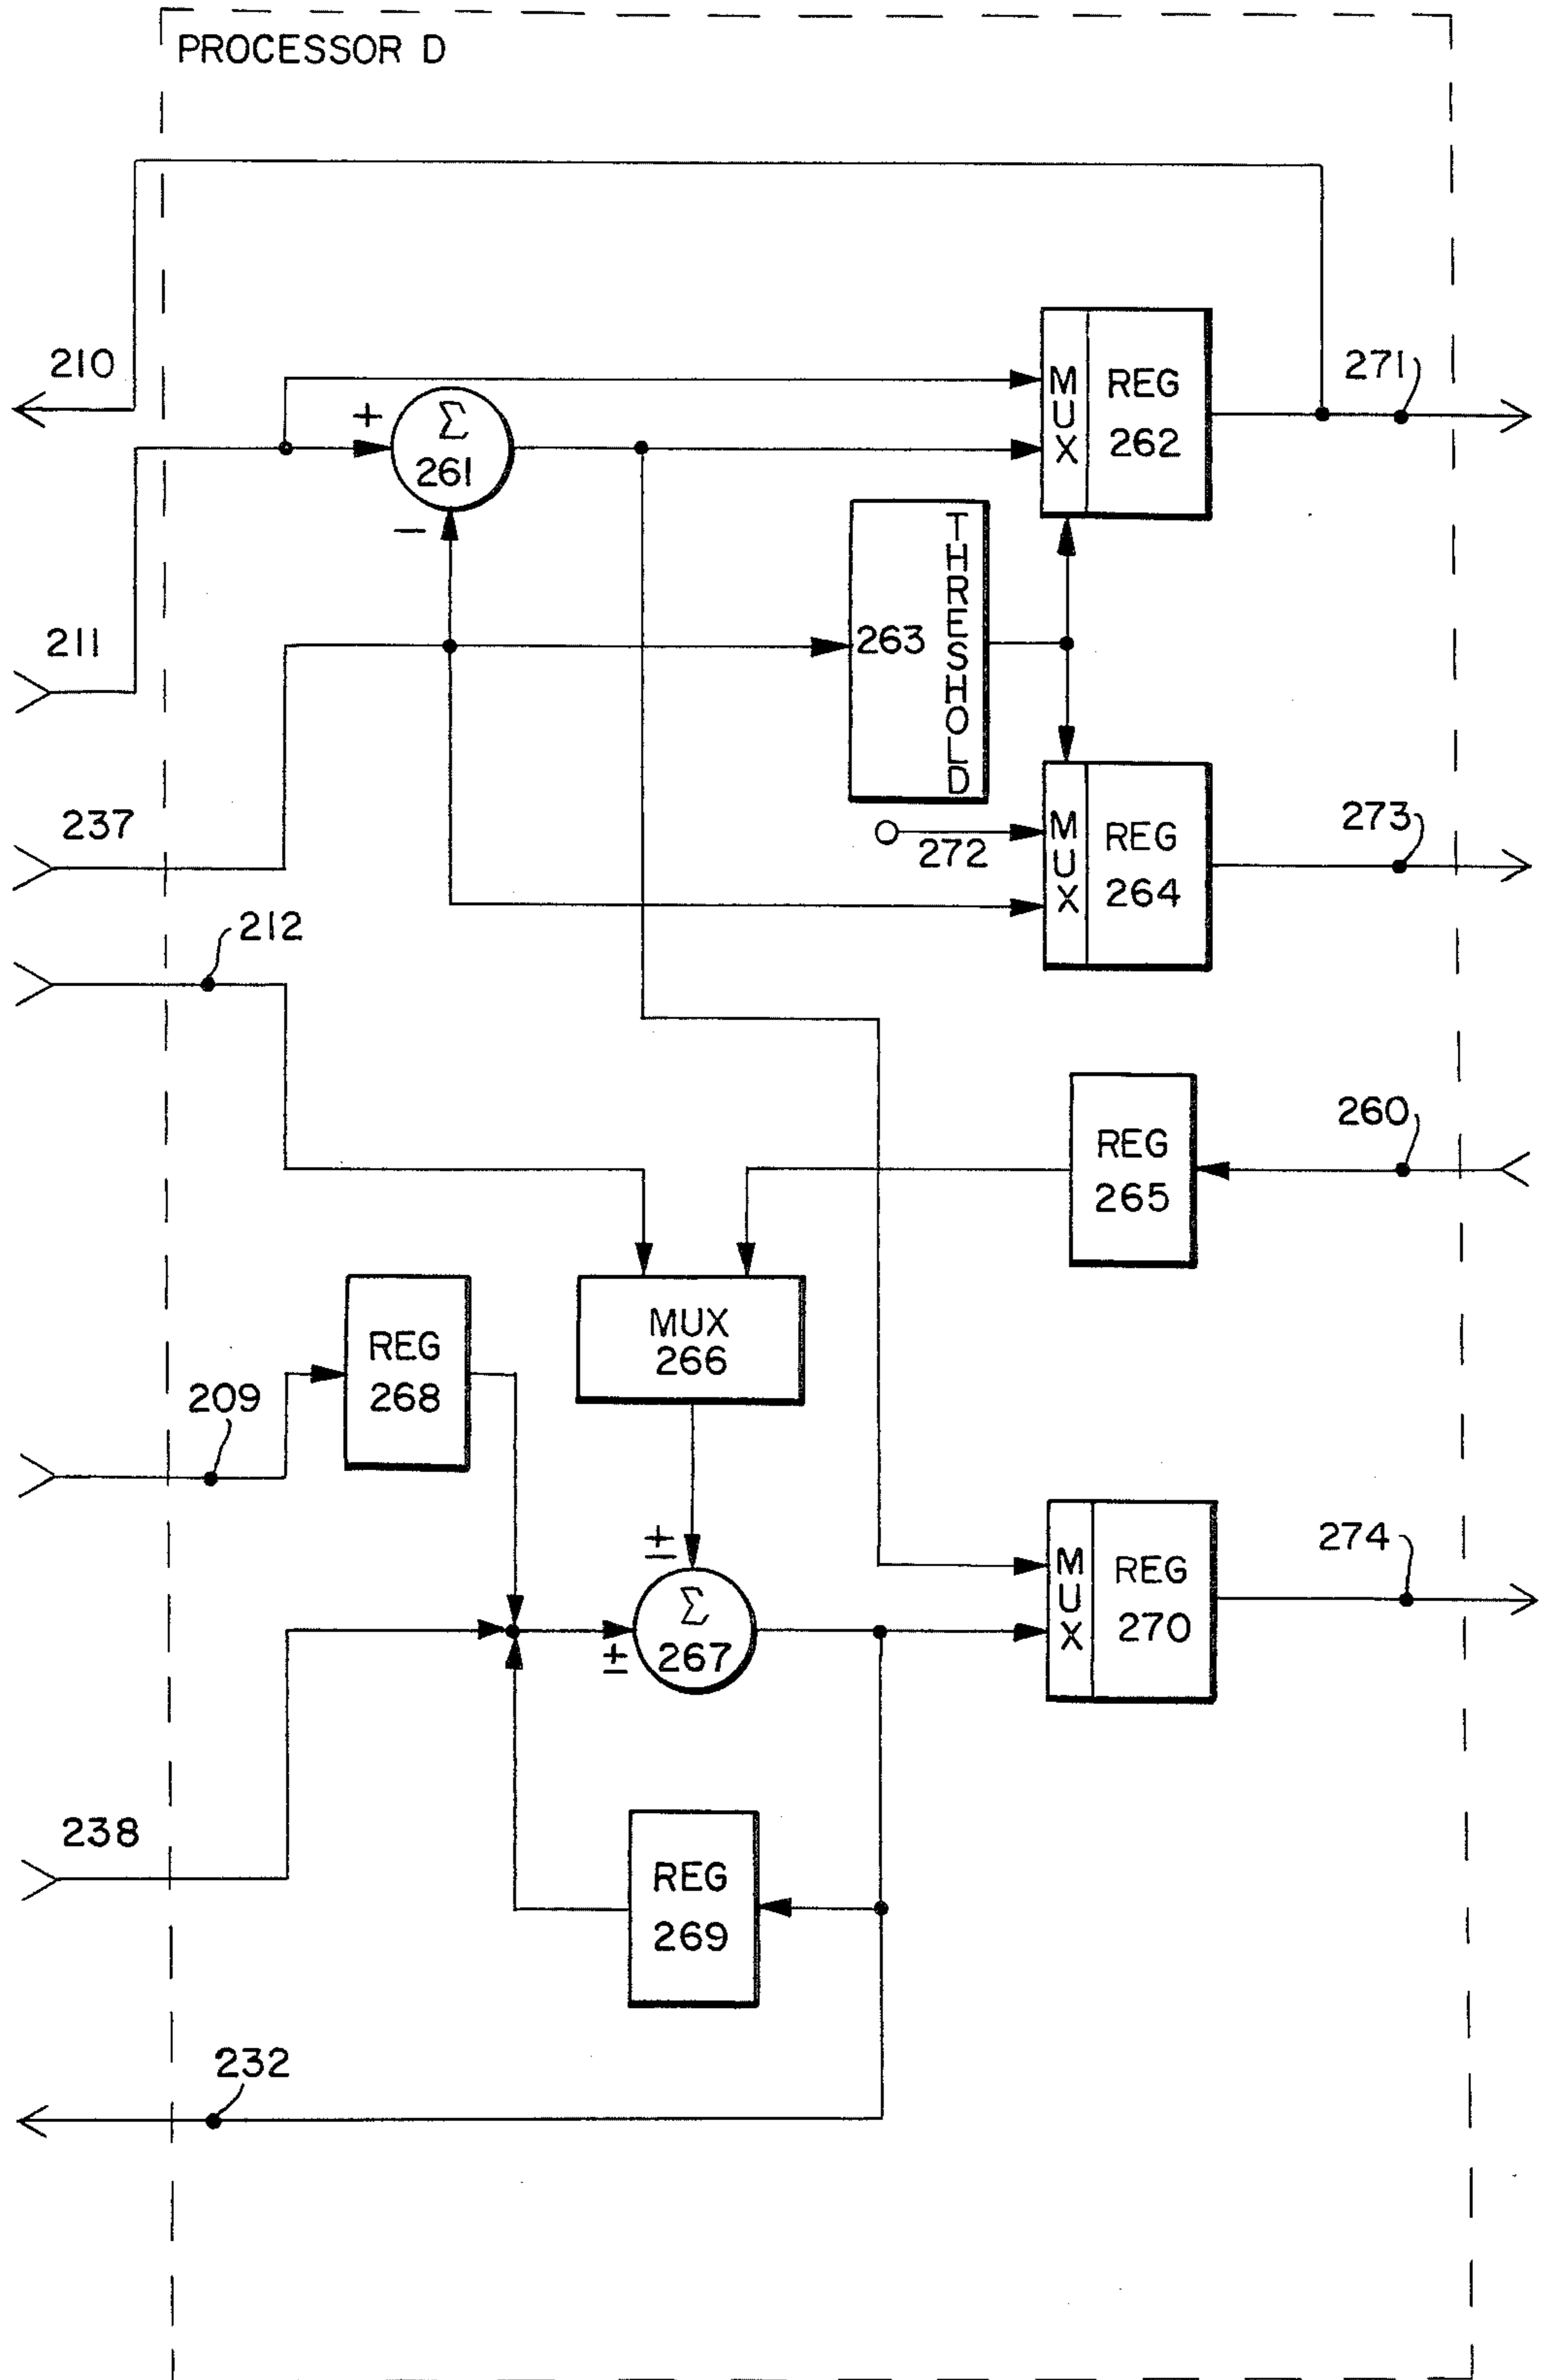 PROCESSOR D
210
+
Σ
261
−
MUX
REG
262
271
211
263
THRESHOLD
237
272
MUX
REG
264
273
212
REG
265
260
MUX
266
REG
268
209
±
Σ
267
±
MUX
REG
270
274
238
REG
269
232